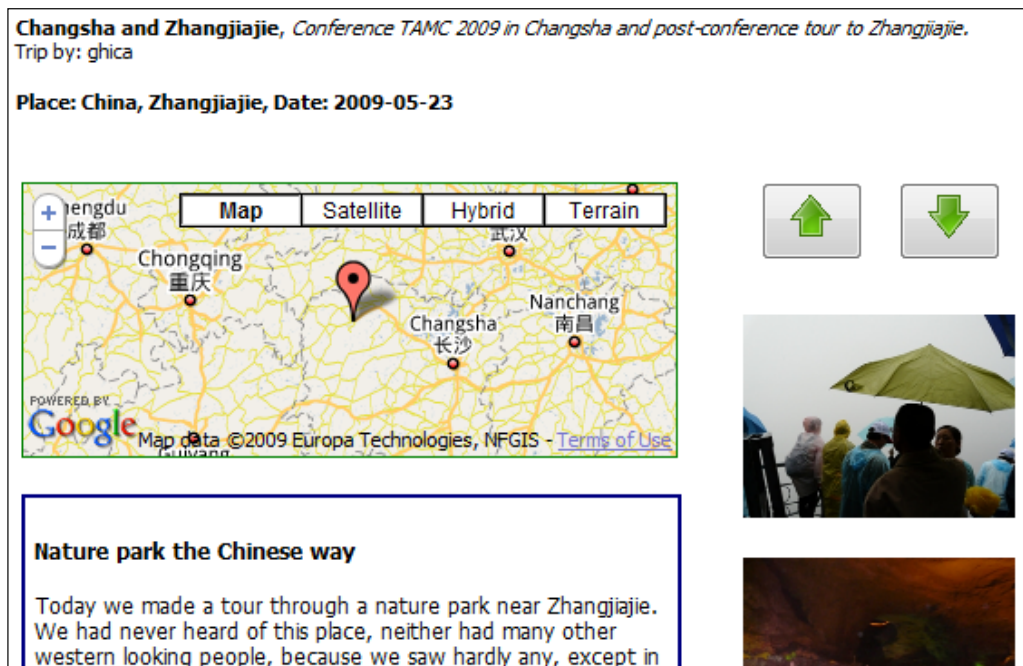 Changsha and Zhangjiajie, Conference TAMC 2009 in Changsha and post-conference tour to Zhangjiajie.
Trip by: ghica
Place: China, Zhangjiajie, Date: 2009-05-23
Map Satellite Hybrid Terrain
+
−
成都
武汉
Chongqing
重庆
Nanchang
南昌
Changsha
长沙
POWERED BY
Google
Map data ©2009 Europa Technologies, NFGIS - Terms of Use
Nature park the Chinese way
Today we made a tour through a nature park near Zhangjiajie.
We had never heard of this place, neither had many other
western looking people, because we saw hardly any, except in